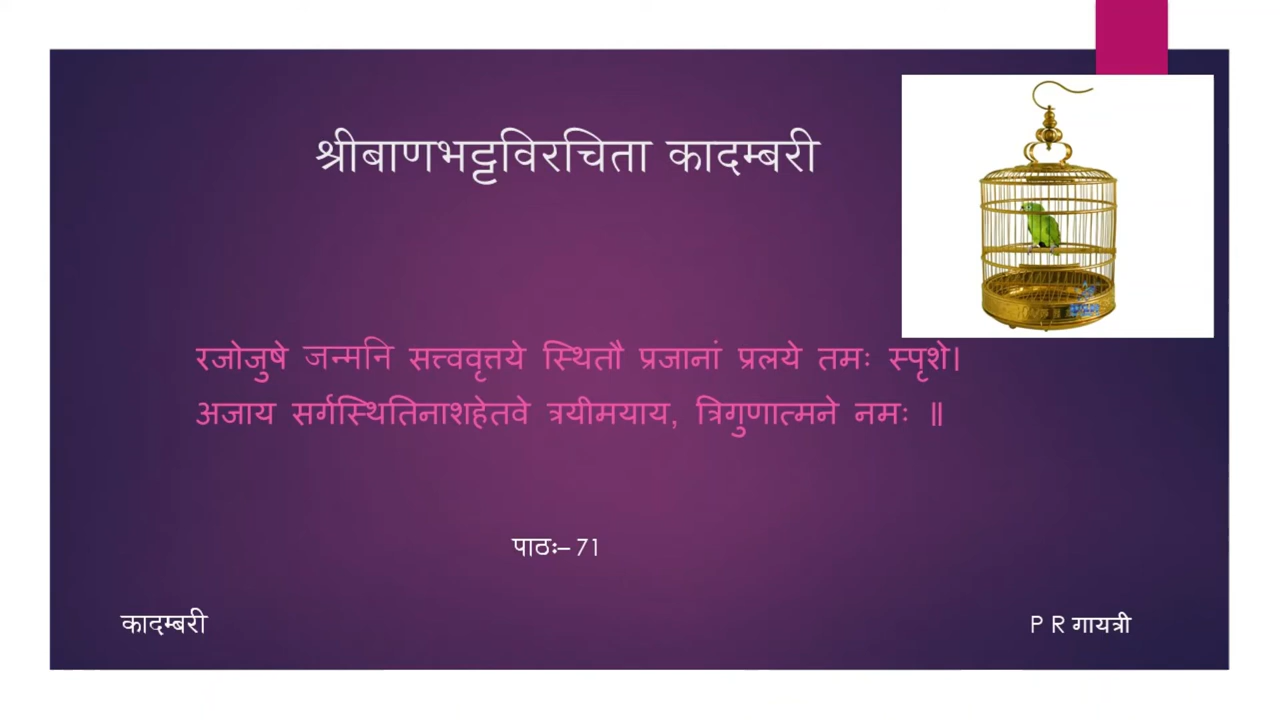 श्रीबाणभट्टविरचिता कादम्बरी
रजोजुषे जन्मनि सत्त्ववृत्तये स्थितौ प्रजानां प्रलये तमः स्पृशे।
अजाय सर्गस्थितिनाशहेतवे त्रयीमयाय, त्रिगुणात्मने नमः ॥
पाठः– 71
कादम्बरी
P R गायत्री